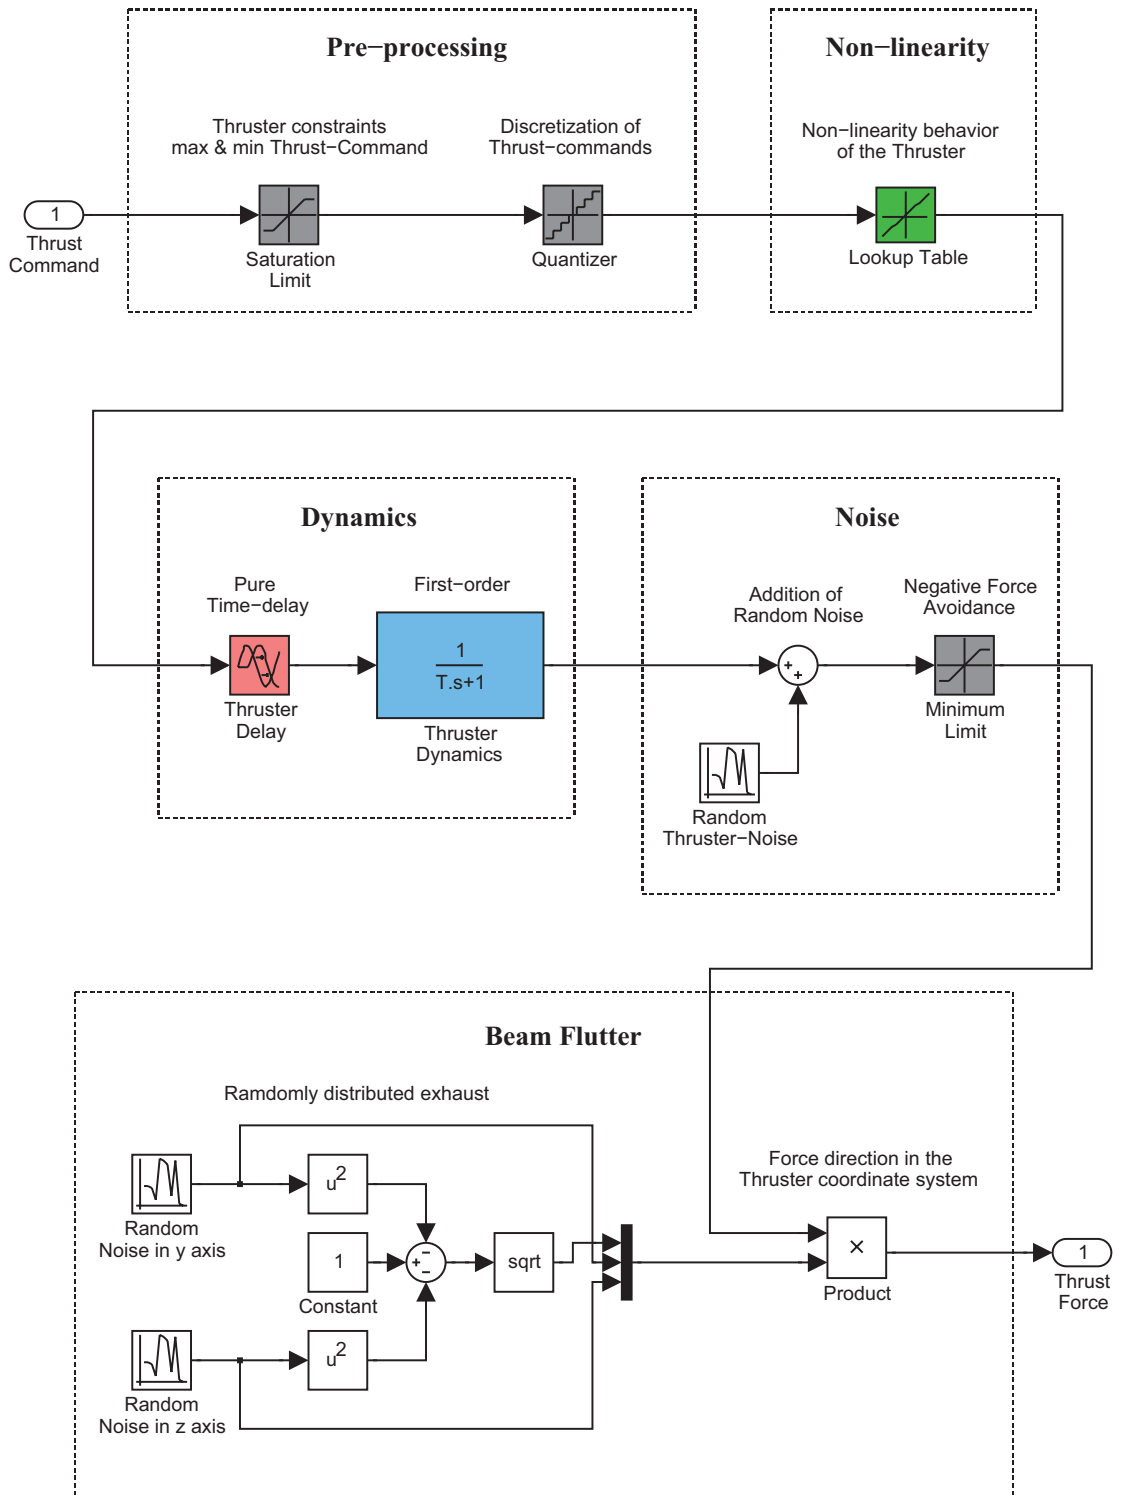 Pre−processing
Non−linearity
Thruster constraints
max & min Thrust−Command
Discretization of
Thrust−commands
Non−linearity behavior
of the Thruster
1
Thrust
Command
Saturation
Limit
Quantizer
Lookup Table
Dynamics
Noise
Pure
Time−delay
First−order
Addition of
Random Noise
Negative Force
Avoidance
1
T.s+1
Thruster
Delay
Thruster
Dynamics
+
+
Minimum
Limit
Random
Thruster−Noise
Beam Flutter
Ramdomly distributed exhaust
Force direction in the
Thruster coordinate system
Random
Noise in y axis
u²
1
Constant
−
+
−
sqrt
×
Product
1
Thrust
Force
u²
Random
Noise in z axis